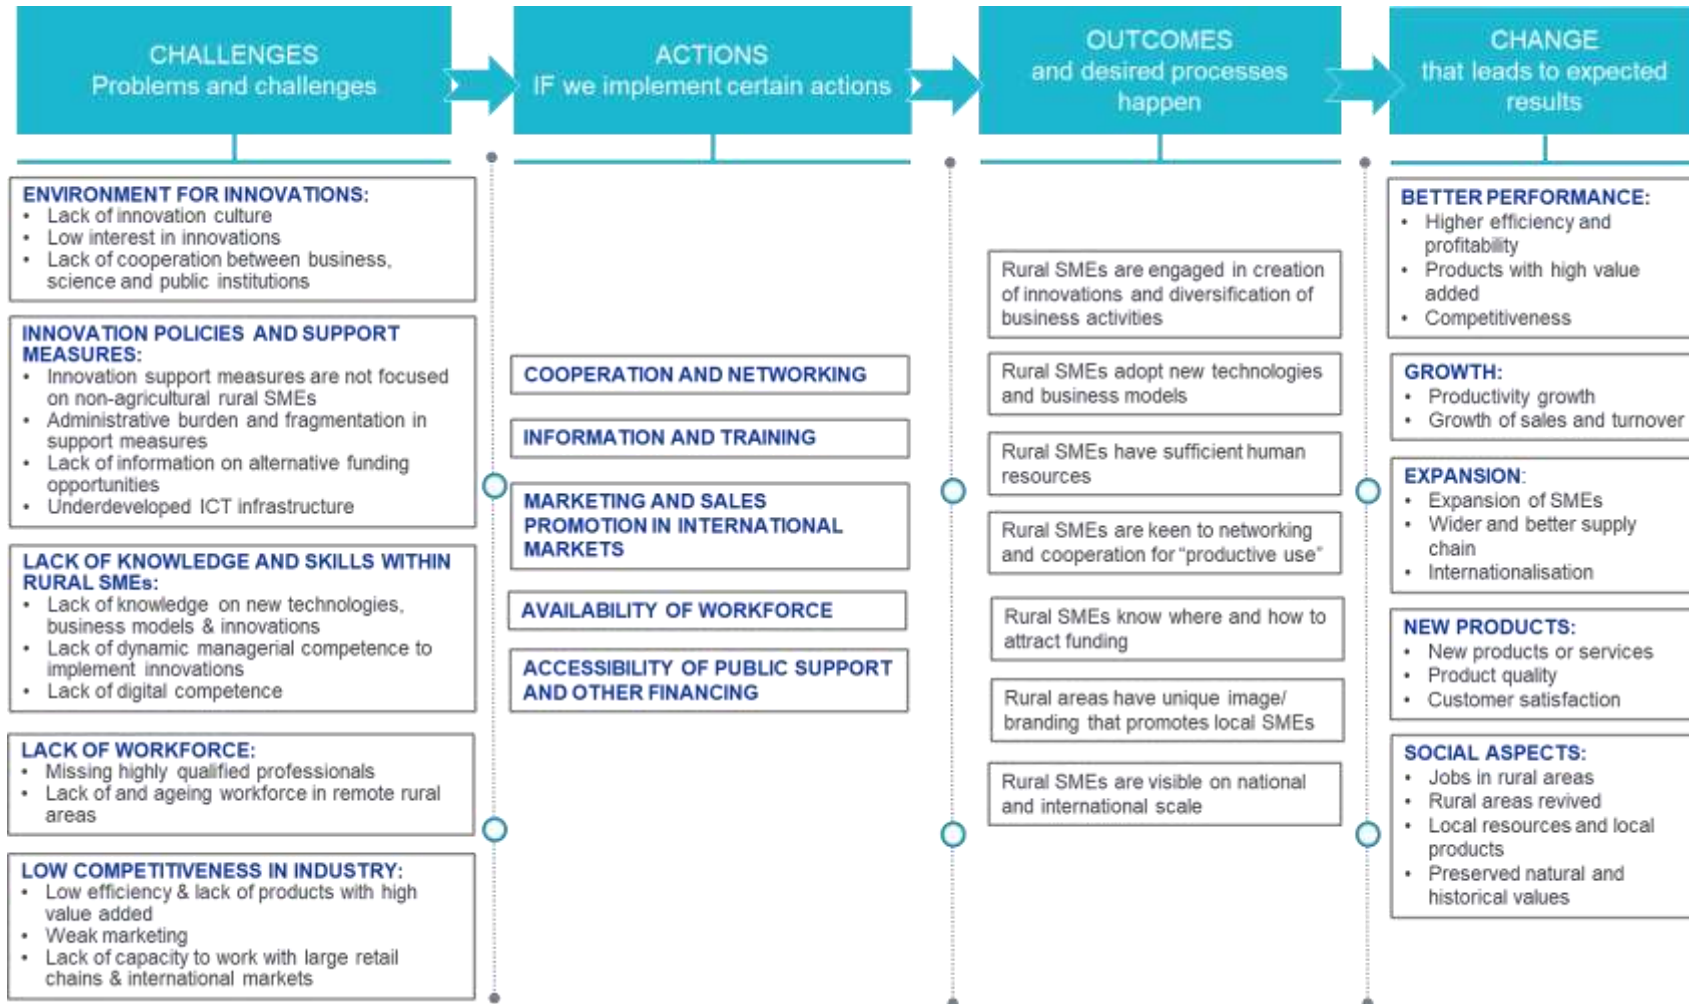 CHALLENGES
Problems and challenges
ACTIONS
IF we implement certain actions
OUTCOMES
and desired processes
happen
CHANGE
that leads to expected
results
ENVIRONMENT FOR INNOVATIONS:
• Lack of innovation culture
• Low interest in innovations
• Lack of cooperation between business,
science and public institutions
INNOVATION POLICIES AND SUPPORT
MEASURES:
• Innovation support measures are not focused
on non-agricultural rural SMEs
• Administrative burden and fragmentation in
support measures
• Lack of information on alternative funding
opportunities
• Underdeveloped ICT infrastructure
LACK OF KNOWLEDGE AND SKILLS WITHIN
RURAL SMEs:
• Lack of knowledge on new technologies,
business models & innovations
• Lack of dynamic managerial competence to
implement innovations
• Lack of digital competence
LACK OF WORKFORCE:
• Missing highly qualified professionals
• Lack of and ageing workforce in remote rural
areas
LOW COMPETITIVENESS IN INDUSTRY:
• Low efficiency & lack of products with high
value added
• Weak marketing
• Lack of capacity to work with large retail
chains & international markets
COOPERATION AND NETWORKING
INFORMATION AND TRAINING
MARKETING AND SALES
PROMOTION IN INTERNATIONAL
MARKETS
AVAILABILITY OF WORKFORCE
ACCESSIBILITY OF PUBLIC SUPPORT
AND OTHER FINANCING
Rural SMEs are engaged in creation
of innovations and diversification of
business activities
Rural SMEs adopt new technologies
and business models
Rural SMEs have sufficient human
resources
Rural SMEs are keen to networking
and cooperation for “productive use”
Rural SMEs know where and how to
attract funding
Rural areas have unique image/
branding that promotes local SMEs
Rural SMEs are visible on national
and international scale
BETTER PERFORMANCE:
• Higher efficiency and
profitability
• Products with high value
added
• Competitiveness
GROWTH:
• Productivity growth
• Growth of sales and turnover
EXPANSION:
• Expansion of SMEs
• Wider and better supply
chain
• Internationalisation
NEW PRODUCTS:
• New products or services
• Product quality
• Customer satisfaction
SOCIAL ASPECTS:
• Jobs in rural areas
• Rural areas revived
• Local resources and local
products
• Preserved natural and
historical values